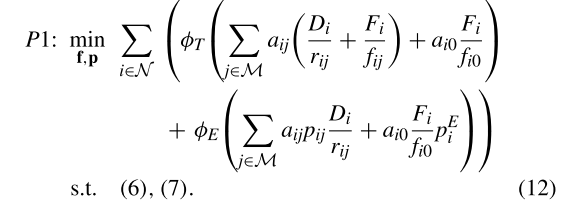 P1: min_{f,p} ∑_{i∈𝒩} ( ϕ_T ( ∑_{j∈ℳ} a_{ij} ( D_i/r_{ij} + F_i/f_{ij} ) + a_{i0} F_i/f_{i0} )
+ ϕ_E ( ∑_{j∈ℳ} a_{ij} p_{ij} D_i/r_{ij} + a_{i0} F_i/f_{i0} p_i^E ) )
s.t. (6), (7). (12)